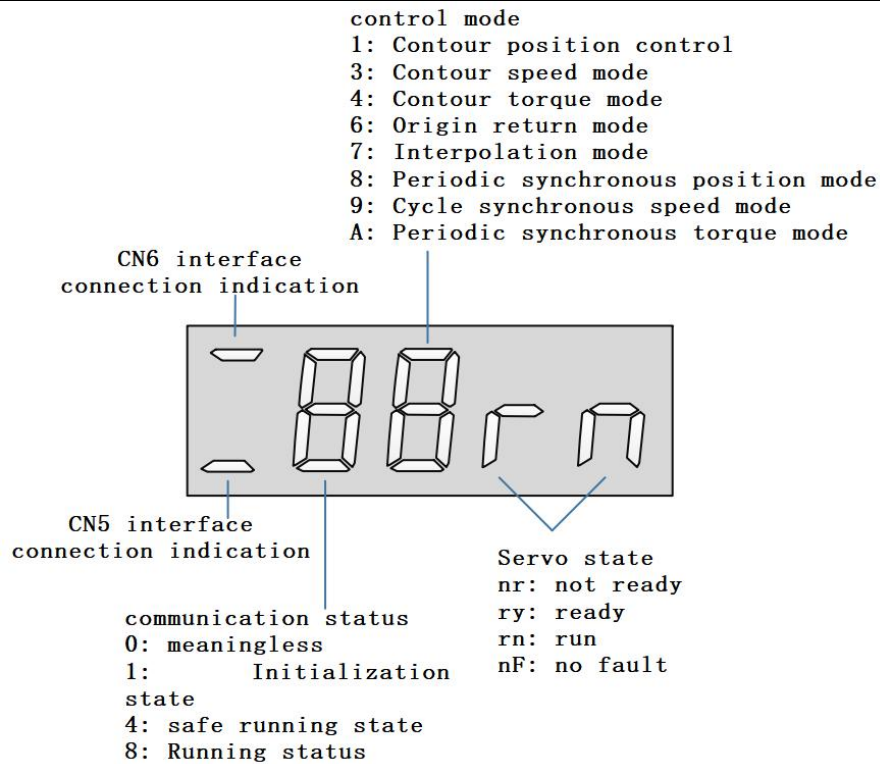 control mode
1: Contour position control
3: Contour speed mode
4: Contour torque mode
6: Origin return mode
7: Interpolation mode
8: Periodic synchronous position mode
9: Cycle synchronous speed mode
A: Periodic synchronous torque mode
CN6 interface
connection indication
88rn
CN5 interface
connection indication
Servo state
nr: not ready
ry: ready
rn: run
nF: no fault
communication status
0: meaningless
1: Initialization
state
4: safe running state
8: Running status